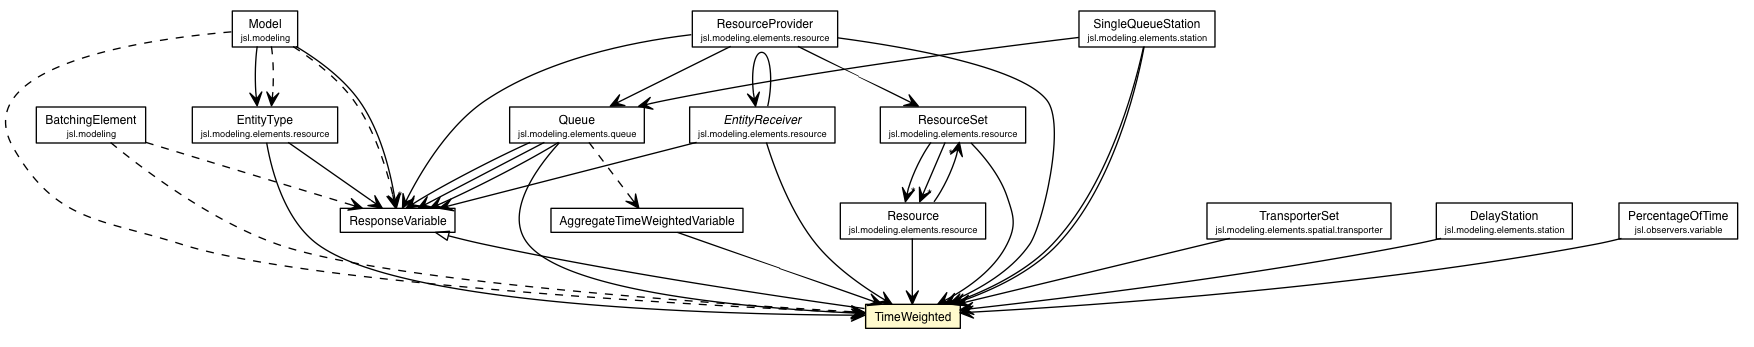 Model
jsl.modeling
ResourceProvider
jsl.modeling.elements.resource
SingleQueueStation
jsl.modeling.elements.station
BatchingElement
jsl.modeling
EntityType
jsl.modeling.elements.resource
Queue
jsl.modeling.elements.queue
EntityReceiver
jsl.modeling.elements.resource
ResourceSet
jsl.modeling.elements.resource
ResponseVariable
AggregateTimeWeightedVariable
Resource
jsl.modeling.elements.resource
TransporterSet
jsl.modeling.elements.spatial.transporter
DelayStation
jsl.modeling.elements.station
PercentageOfTime
jsl.observers.variable
TimeWeighted